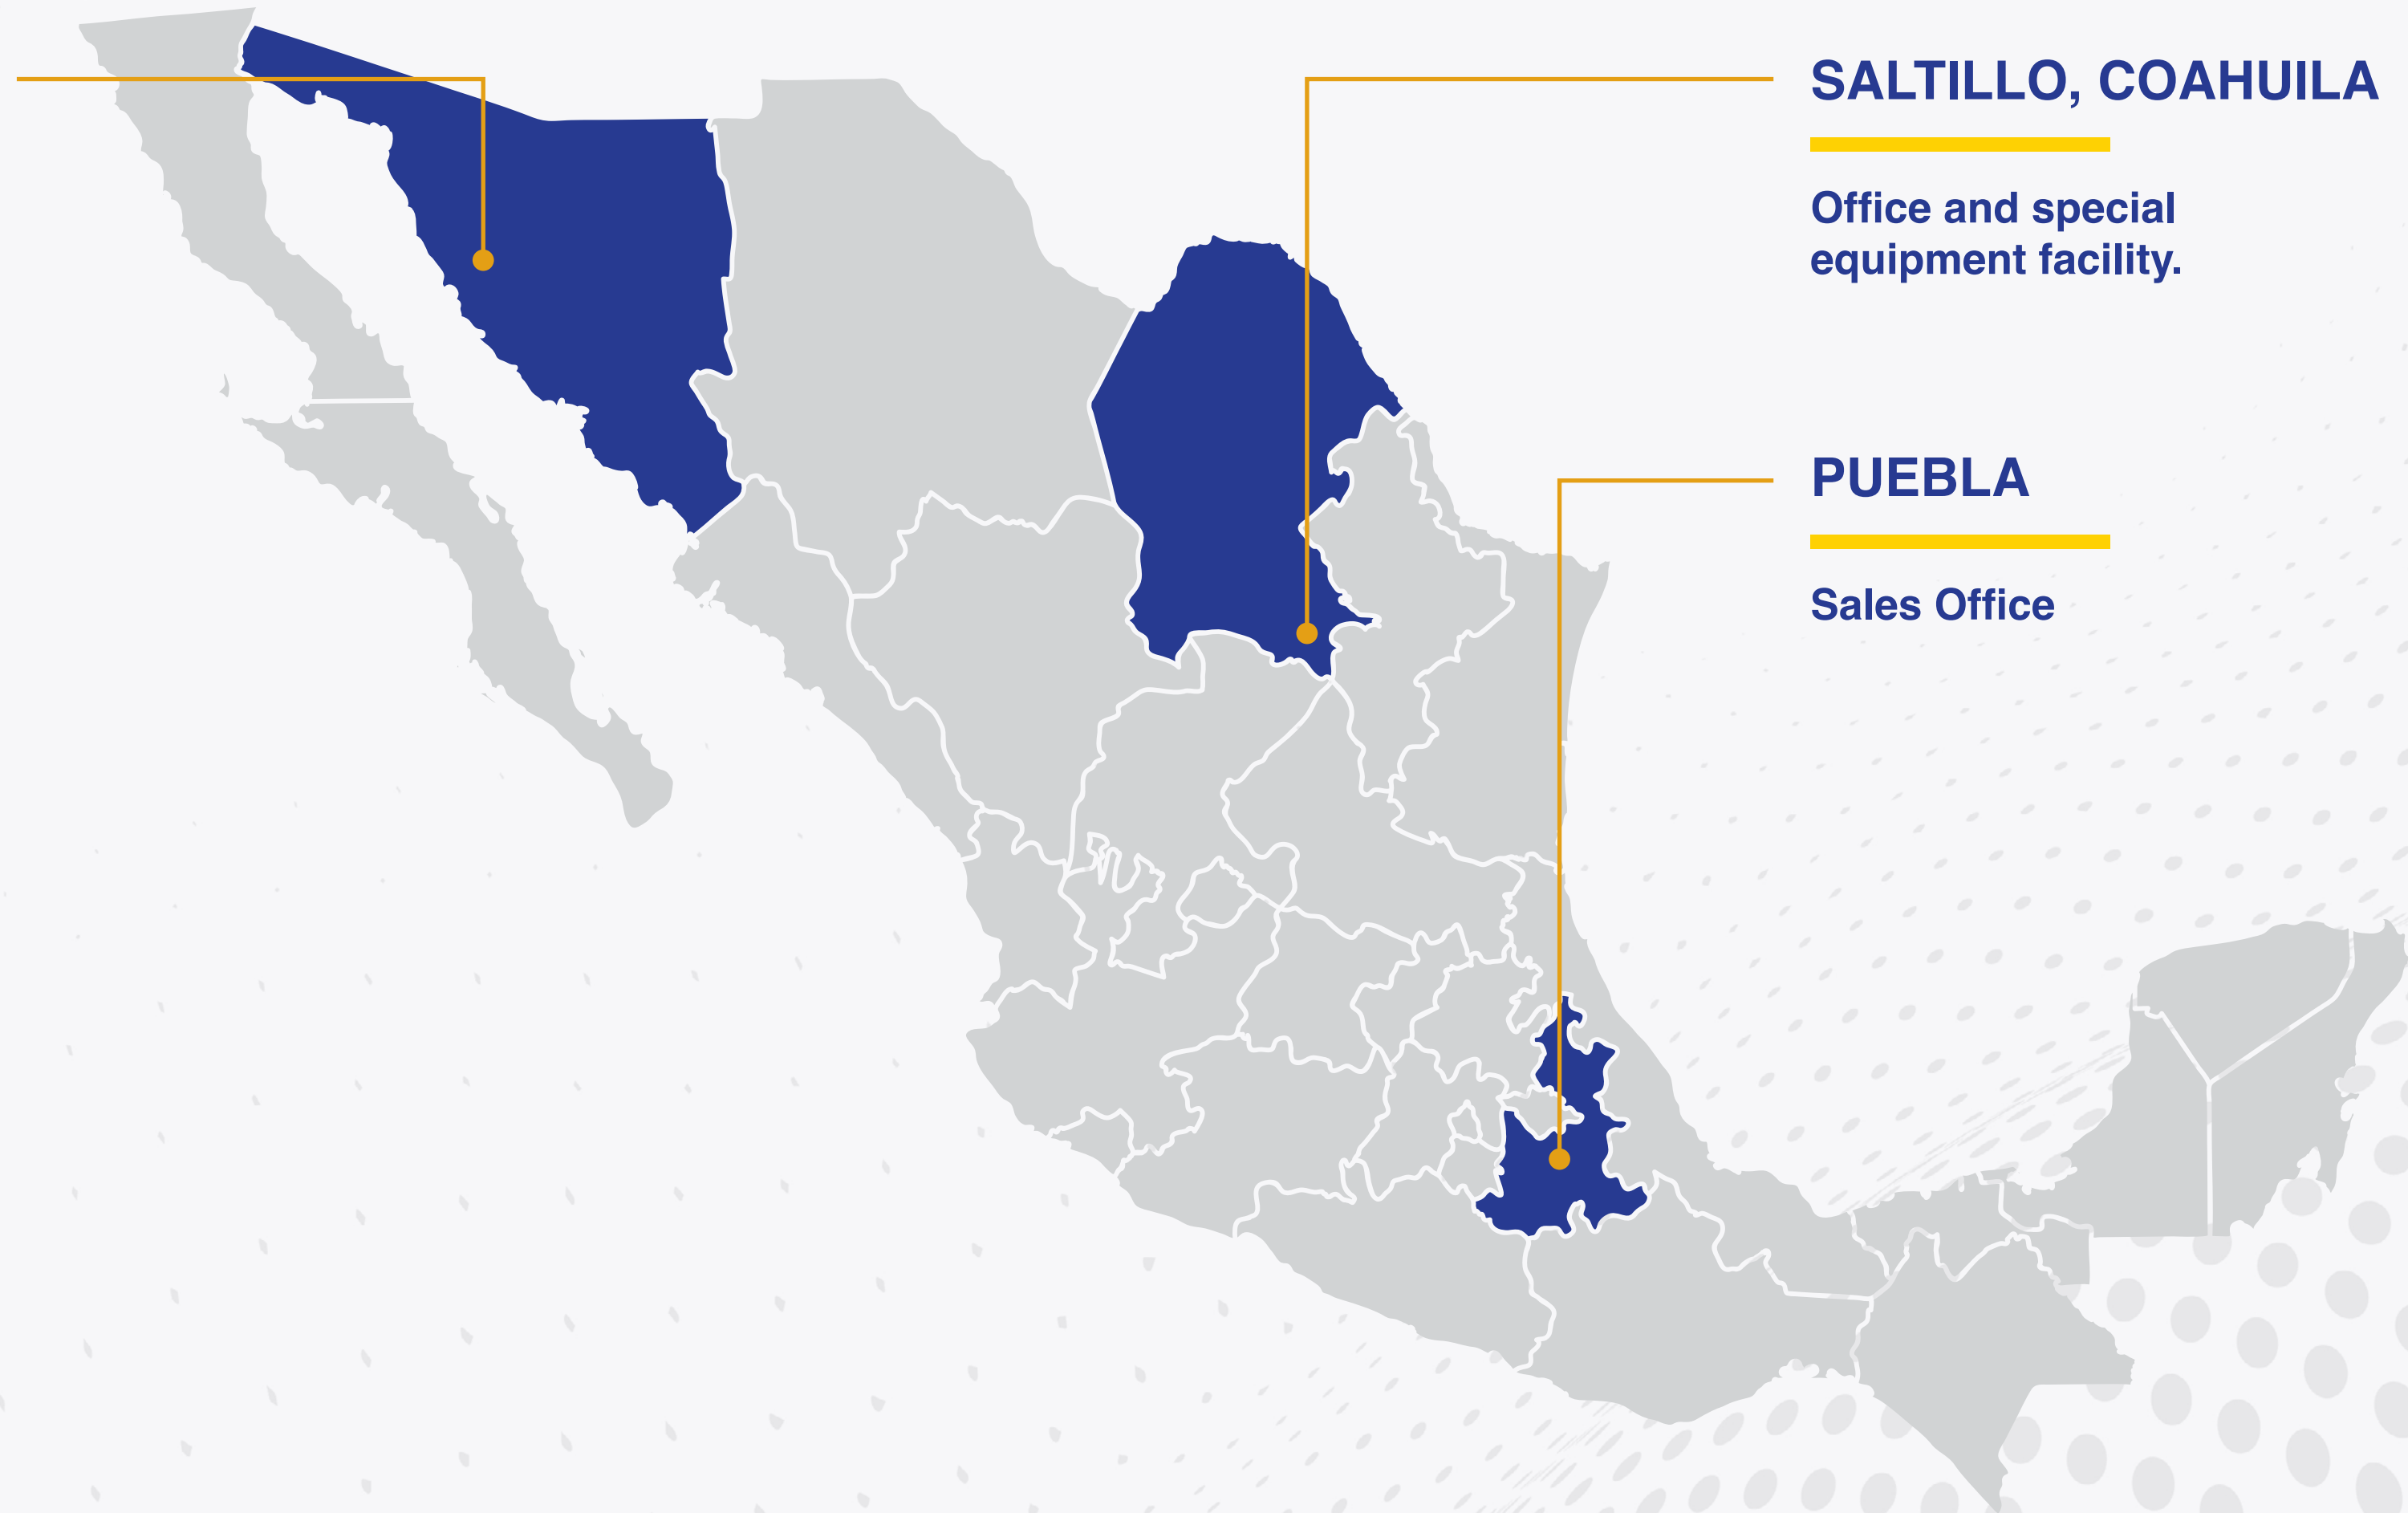 SALTILLO, COAHUILA
Office and special
equipment facility.
PUEBLA
Sales Office